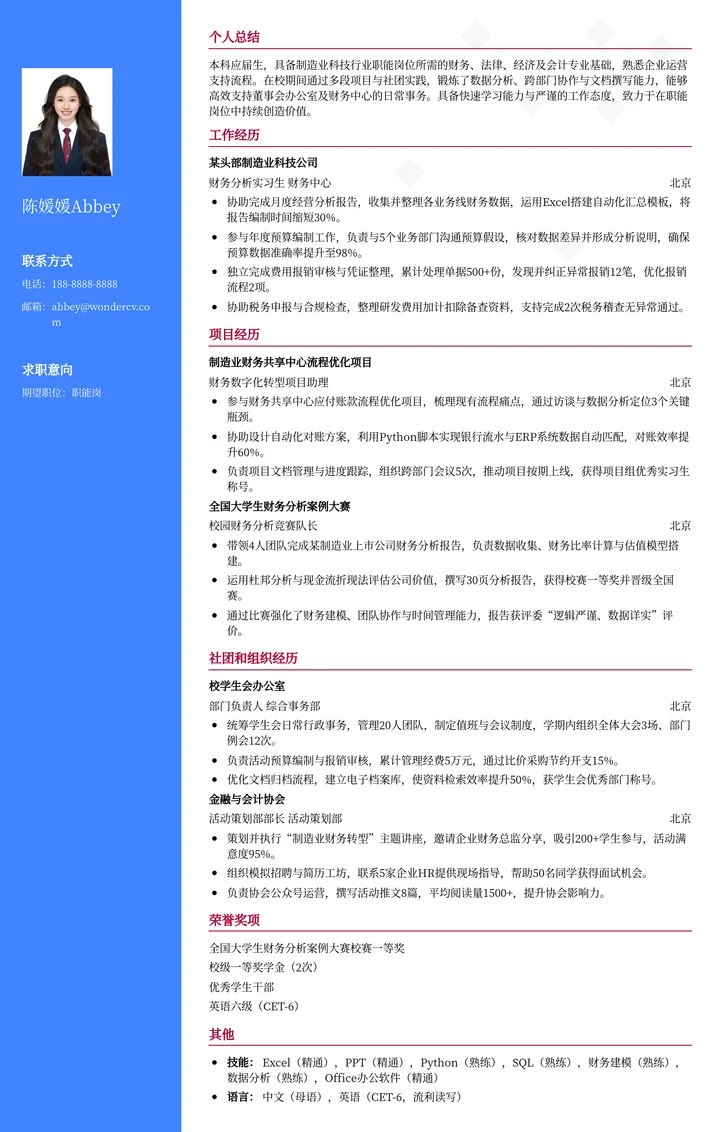 陈媛媛Abbey
联系方式
电话：188-8888-8888
邮箱：abbey@wondercv.co
m
求职意向
期望职位：职能岗
个人总结
本科应届生，具备制造业科技行业职能岗位所需的财务、法律、经济及会计专业基础，熟悉企业运营
支持流程。在校期间通过多段项目与社团实践，锻炼了数据分析、跨部门协作与文档撰写能力，能够
高效支持董事会办公室及财务中心的日常事务。具备快速学习能力与严谨的工作态度，致力于在职能
岗位中持续创造价值。
工作经历
某头部制造业科技公司
财务分析实习生 财务中心 北京
• 协助完成月度经营分析报告，收集并整理各业务线财务数据，运用Excel搭建自动化汇总模板，将
报告编制时间缩短30%。
• 参与年度预算编制工作，负责与5个业务部门沟通预算假设，核对数据差异并形成分析说明，确保
预算数据准确率提升至98%。
• 独立完成费用报销审核与凭证整理，累计处理单据500+份，发现并纠正异常报销12笔，优化报销
流程2项。
• 协助税务申报与合规检查，整理研发费用加计扣除备查资料，支持完成2次税务稽查无异常通过。
项目经历
制造业财务共享中心流程优化项目
财务数字化转型项目助理 北京
• 参与财务共享中心应付账款流程优化项目，梳理现有流程痛点，通过访谈与数据分析定位3个关键
瓶颈。
• 协助设计自动化对账方案，利用Python脚本实现银行流水与ERP系统数据自动匹配，对账效率提
升60%。
• 负责项目文档管理与进度跟踪，组织跨部门会议5次，推动项目按期上线，获得项目组优秀实习生
称号。
全国大学生财务分析案例大赛
校园财务分析竞赛队长 北京
• 带领4人团队完成某制造业上市公司财务分析报告，负责数据收集、财务比率计算与估值模型搭
建。
• 运用杜邦分析与现金流折现法评估公司价值，撰写30页分析报告，获得校赛一等奖并晋级全国
赛。
• 通过比赛强化了财务建模、团队协作与时间管理能力，报告获评委“逻辑严谨、数据详实”评
价。
社团和组织经历
校学生会办公室
部门负责人 综合事务部 北京
• 统筹学生会日常行政事务，管理20人团队，制定值班与会议制度，学期内组织全体大会3场、部门
例会12次。
• 负责活动预算编制与报销审核，累计管理经费5万元，通过比价采购节约开支15%。
• 优化文档归档流程，建立电子档案库，使资料检索效率提升50%，获学生会优秀部门称号。
金融与会计协会
活动策划部部长 活动策划部 北京
• 策划并执行“制造业财务转型”主题讲座，邀请企业财务总监分享，吸引200+学生参与，活动满
意度95%。
• 组织模拟招聘与简历工坊，联系5家企业HR提供现场指导，帮助50名同学获得面试机会。
• 负责协会公众号运营，撰写活动推文8篇，平均阅读量1500+，提升协会影响力。
荣誉奖项
全国大学生财务分析案例大赛校赛一等奖
校级一等奖学金（2次）
优秀学生干部
英语六级（CET-6）
其他
• 技能： Excel（精通）, PPT（精通）, Python（熟练）, SQL（熟练）, 财务建模（熟练）,
数据分析（熟练）, Office办公软件（精通）
• 语言： 中文（母语）, 英语（CET-6，流利读写）